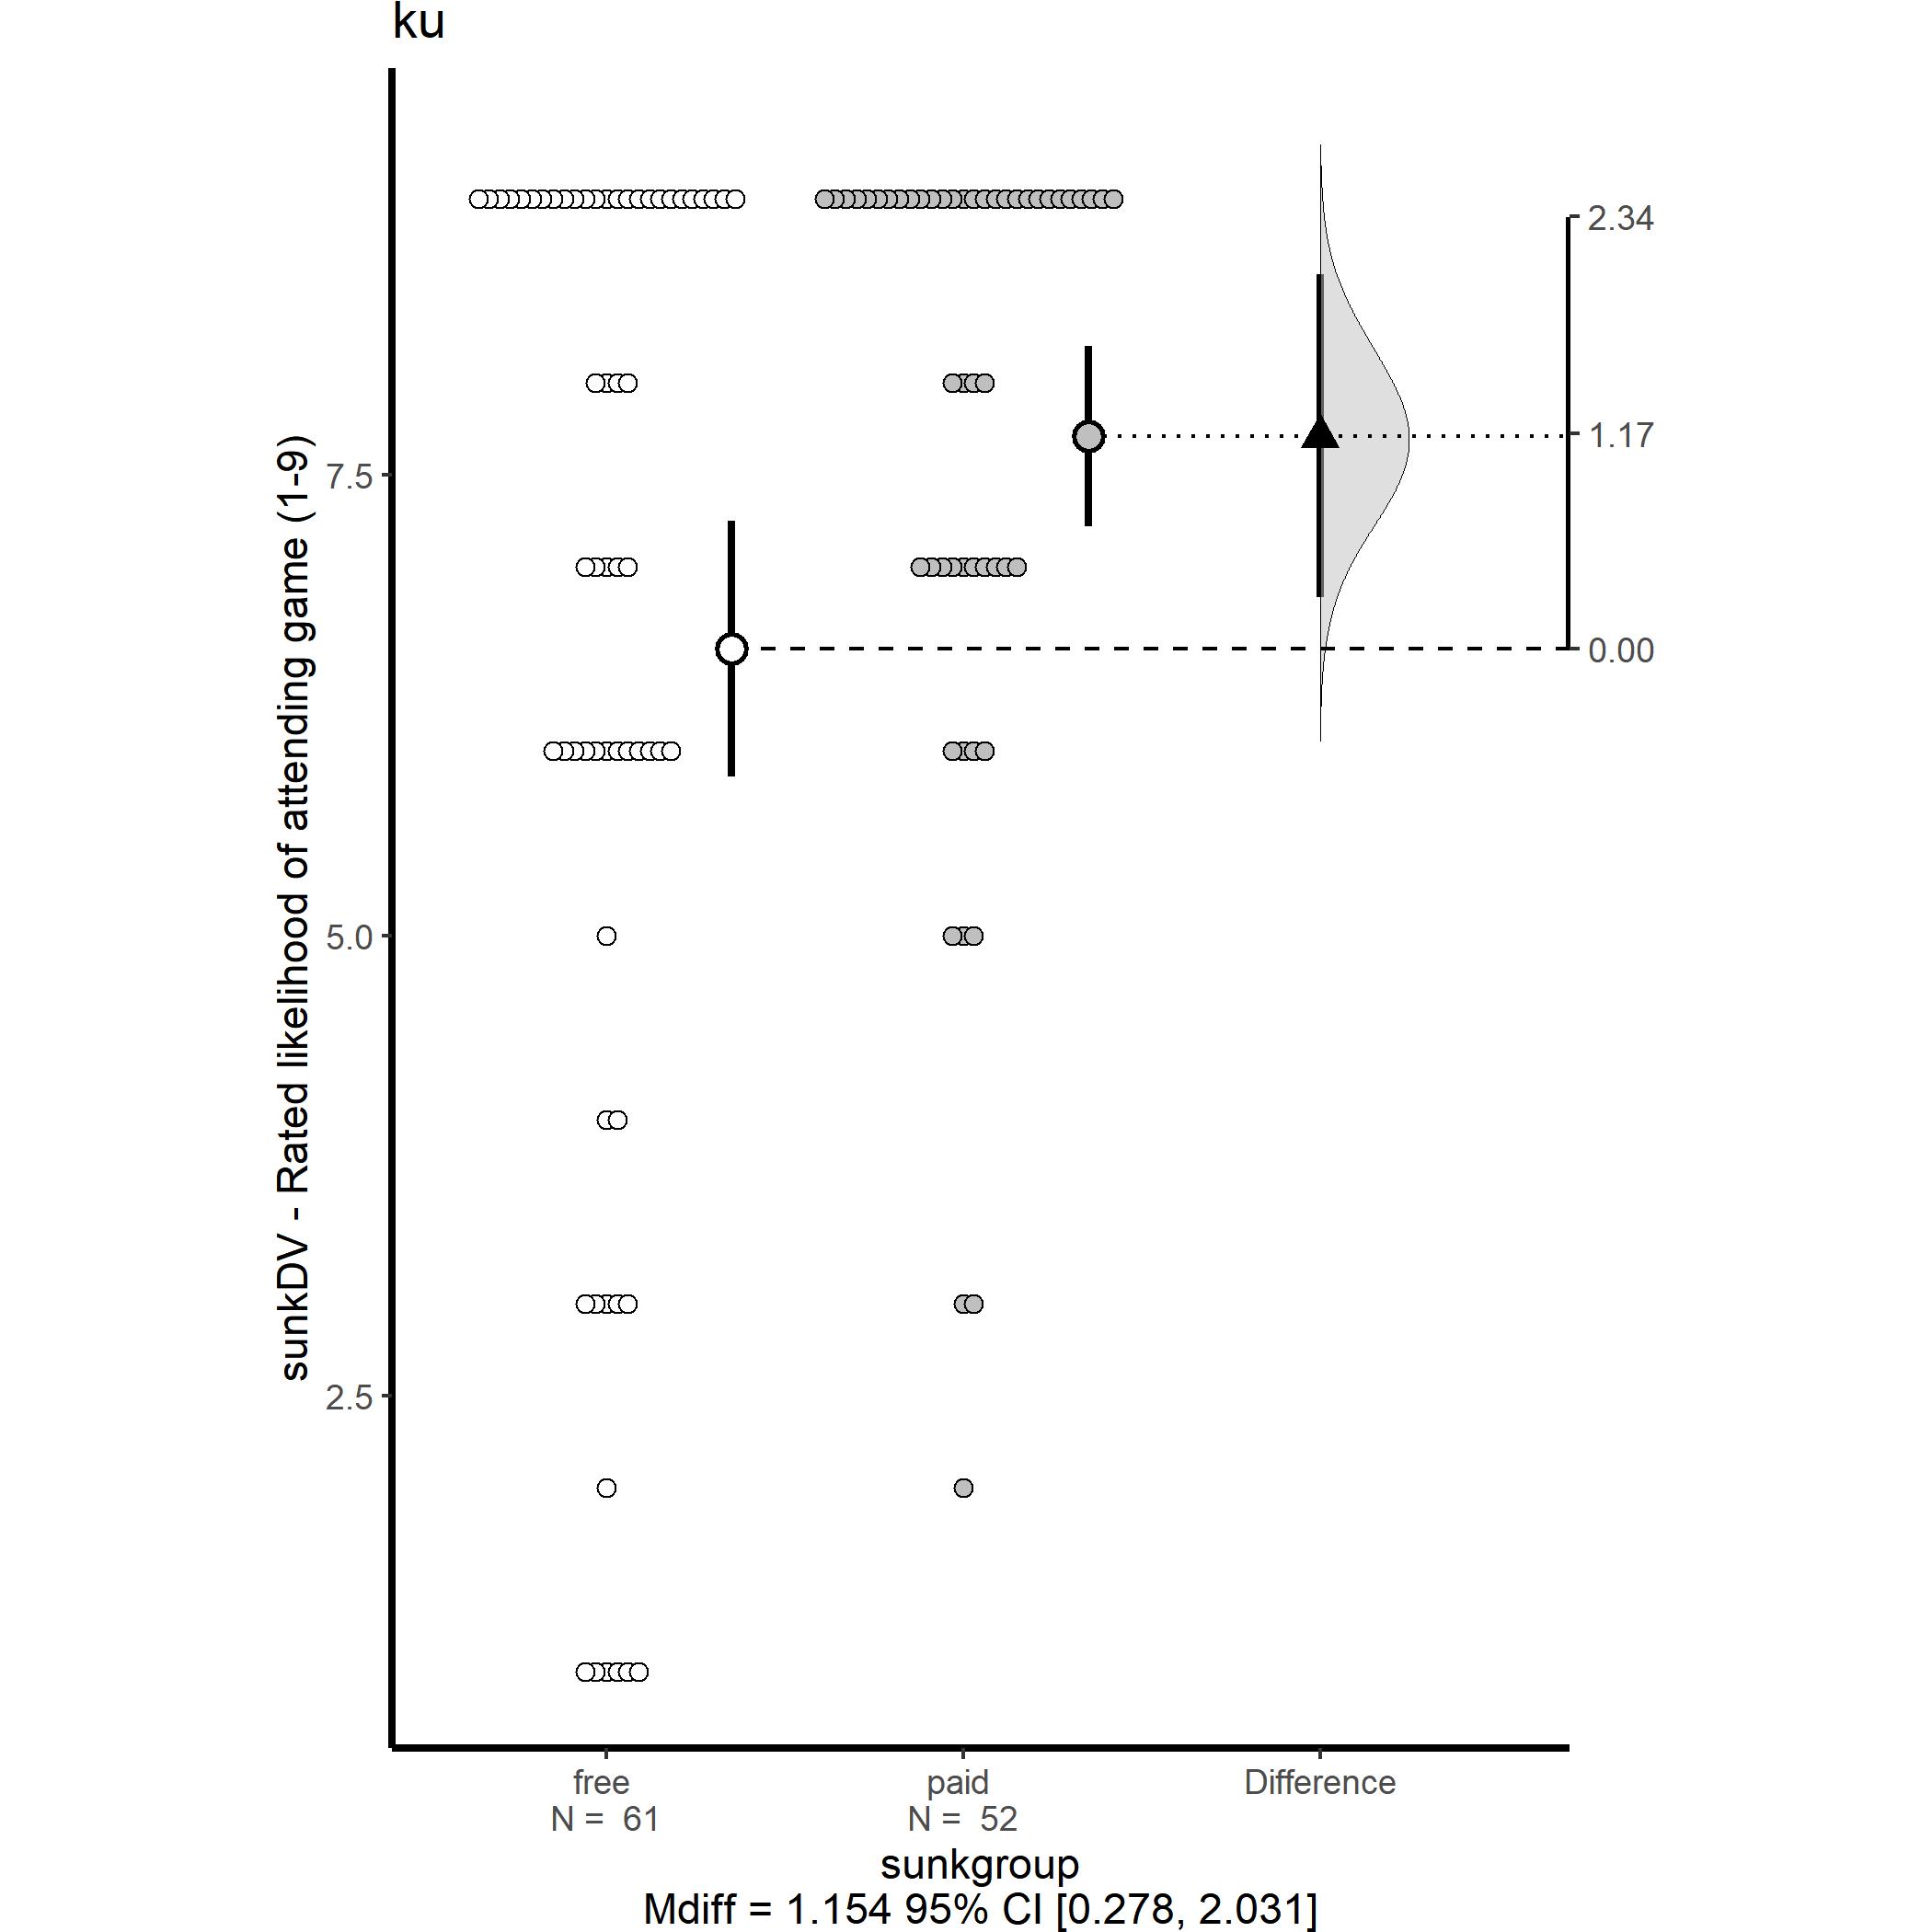 ku
sunkDV - Rated likelihood of attending game (1-9)
7.5
5.0
2.5
2.34
1.17
0.00
free
N =  61
paid
N =  52
Difference
sunkgroup
Mdiff = 1.154 95% CI [0.278, 2.031]